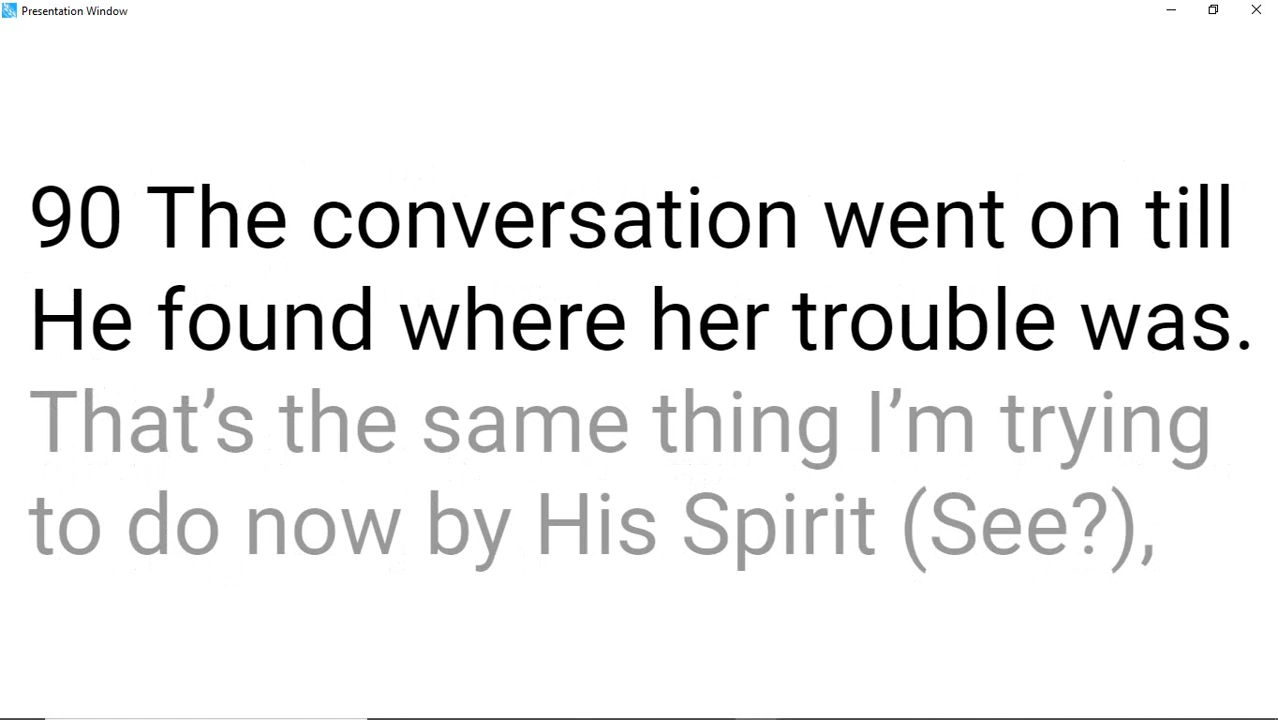 Presentation Window
90 The conversation went on till
He found where her trouble was.
That’s the same thing I’m trying
to do now by His Spirit (See?),